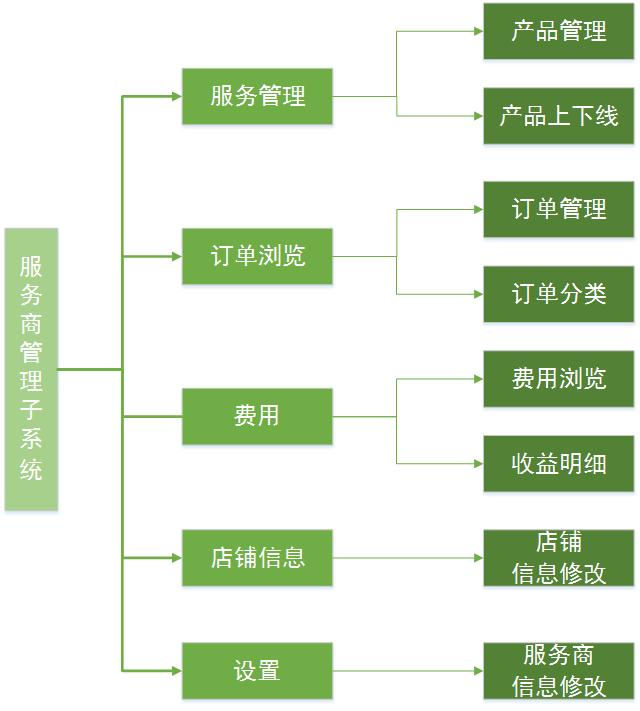 服务商管理子系统
服务管理
产品管理
产品上下线
订单浏览
订单管理
订单分类
费用
费用浏览
收益明细
店铺信息
店铺
信息修改
设置
服务商
信息修改